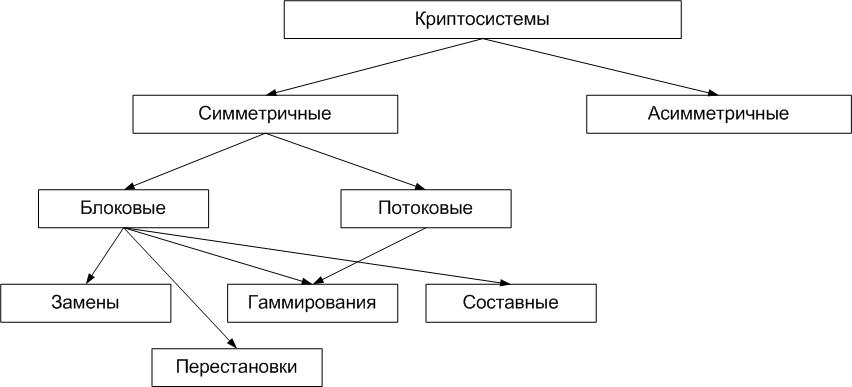 Криптосистемы
Симметричные
Асимметричные
Блоковые
Потоковые
Замены
Гаммирования
Составные
Перестановки